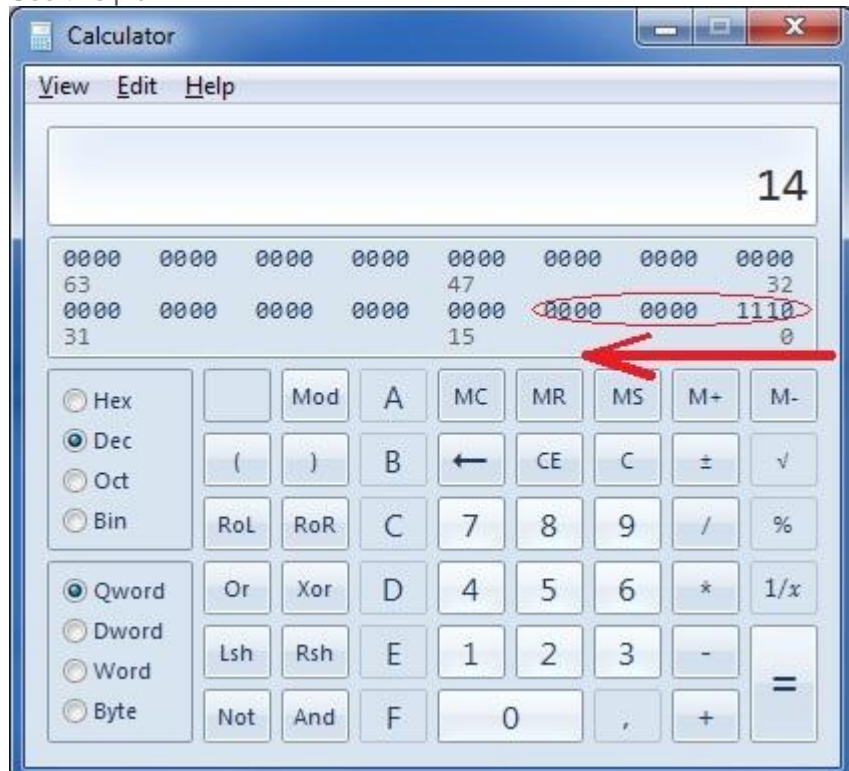 Calculator
View Edit Help
14
0000 0000 0000 0000 0000 0000 0000 0000
63 47 32
0000 0000 0000 0000 0000 0000 0000 1110
31 15 0
Hex Mod A MC MR MS M+ M-
Dec
( ) B ← CE C ± √
Oct
Bin RoL RoR C 7 8 9 / %
Qword Or Xor D 4 5 6 * 1/x
Dword
Lsh Rsh E 1 2 3 - =
Word
Byte Not And F 0 , +